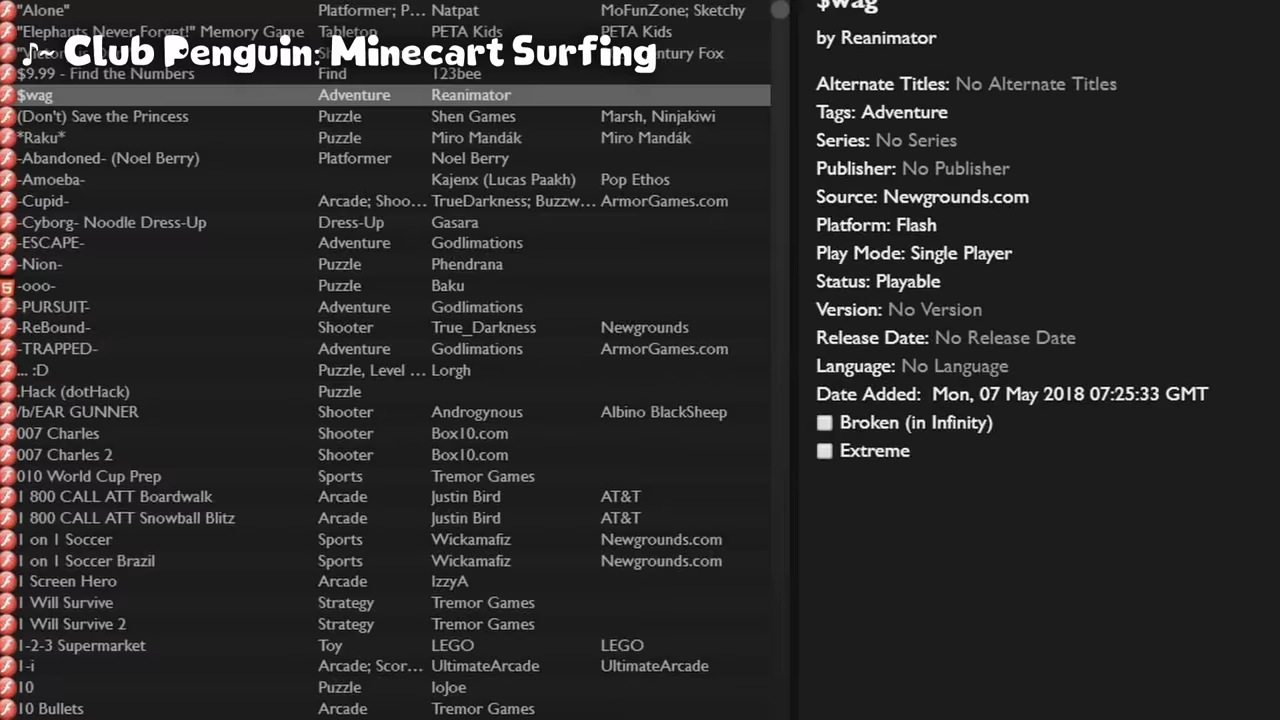 "Alone" Platformer; P... Natpat MoFunZone; Sketchy
"Elephants Never Forget!" Memory Game Tabletop PETA Kids PETA Kids
♪~ Club Penguin: Minecart Surfing
$9.99 - Find the Numbers Find 123bee
$wag Adventure Reanimator
(Don't) Save the Princess Puzzle Shen Games Marsh, Ninjakiwi
*Raku* Puzzle Miro Mandák Miro Mandák
-Abandoned- (Noel Berry) Platformer Noel Berry
-Amoeba- Kajenx (Lucas Paakh) Pop Ethos
-Cupid- Arcade; Shoo... TrueDarkness; Buzzw... ArmorGames.com
-Cyborg- Noodle Dress-Up Dress-Up Gasara
-ESCAPE- Adventure Godlimations
-Nion- Puzzle Phendrana
-ooo- Puzzle Baku
-PURSUIT- Adventure Godlimations
-ReBound- Shooter True_Darkness Newgrounds
-TRAPPED- Adventure Godlimations ArmorGames.com
... :D Puzzle, Level ... Lorgh
.Hack (dotHack) Puzzle
/b/EAR GUNNER Shooter Androgynous Albino BlackSheep
007 Charles Shooter Box10.com
007 Charles 2 Shooter Box10.com
010 World Cup Prep Sports Tremor Games
1 800 CALL ATT Boardwalk Arcade Justin Bird AT&T
1 800 CALL ATT Snowball Blitz Arcade Justin Bird AT&T
1 on 1 Soccer Sports Wickamafiz Newgrounds.com
1 on 1 Soccer Brazil Sports Wickamafiz Newgrounds.com
1 Screen Hero Arcade IzzyA
1 Will Survive Strategy Tremor Games
1 Will Survive 2 Strategy Tremor Games
1-2-3 Supermarket Toy LEGO LEGO
1-i Arcade; Scor... UltimateArcade UltimateArcade
10 Puzzle IoJoe
10 Bullets Arcade Tremor Games
$wag
by Reanimator
Alternate Titles: No Alternate Titles
Tags: Adventure
Series: No Series
Publisher: No Publisher
Source: Newgrounds.com
Platform: Flash
Play Mode: Single Player
Status: Playable
Version: No Version
Release Date: No Release Date
Language: No Language
Date Added: Mon, 07 May 2018 07:25:33 GMT
Broken (in Infinity)
Extreme